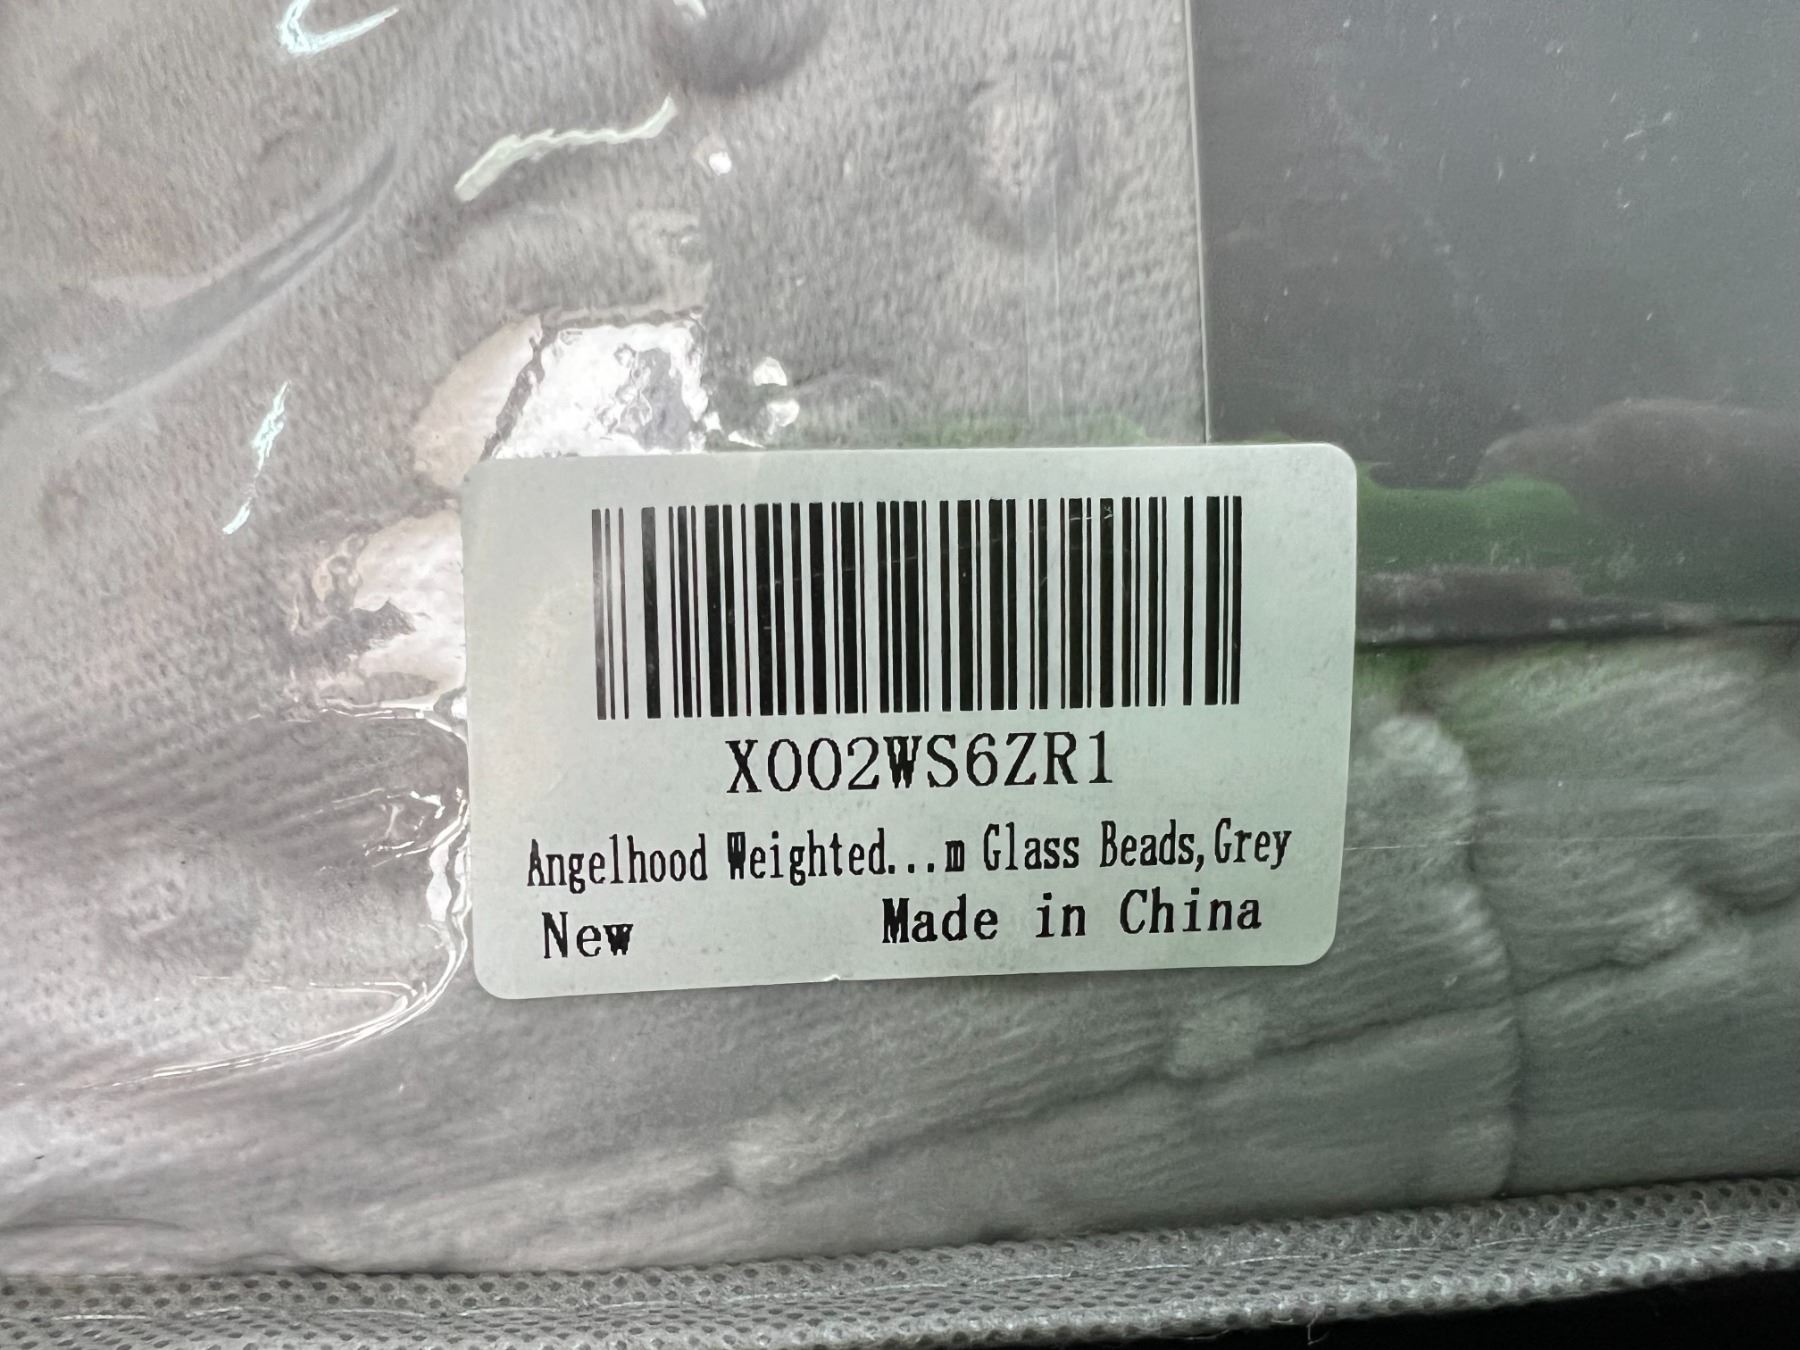 X002WS6ZR1
Angelhood Weighted...m Glass Beads,Grey
New Made in China